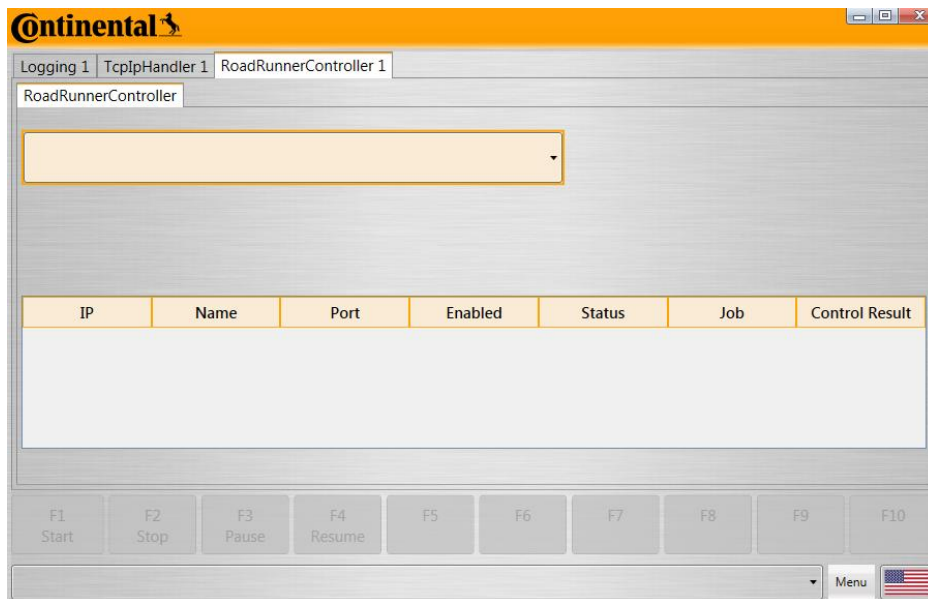 Continental
Logging 1 TcpIpHandler 1 RoadRunnerController 1
RoadRunnerController
IP Name Port Enabled Status Job Control Result
F1 F2 F3 F4 F5 F6 F7 F8 F9 F10
Start Stop Pause Resume
Menu